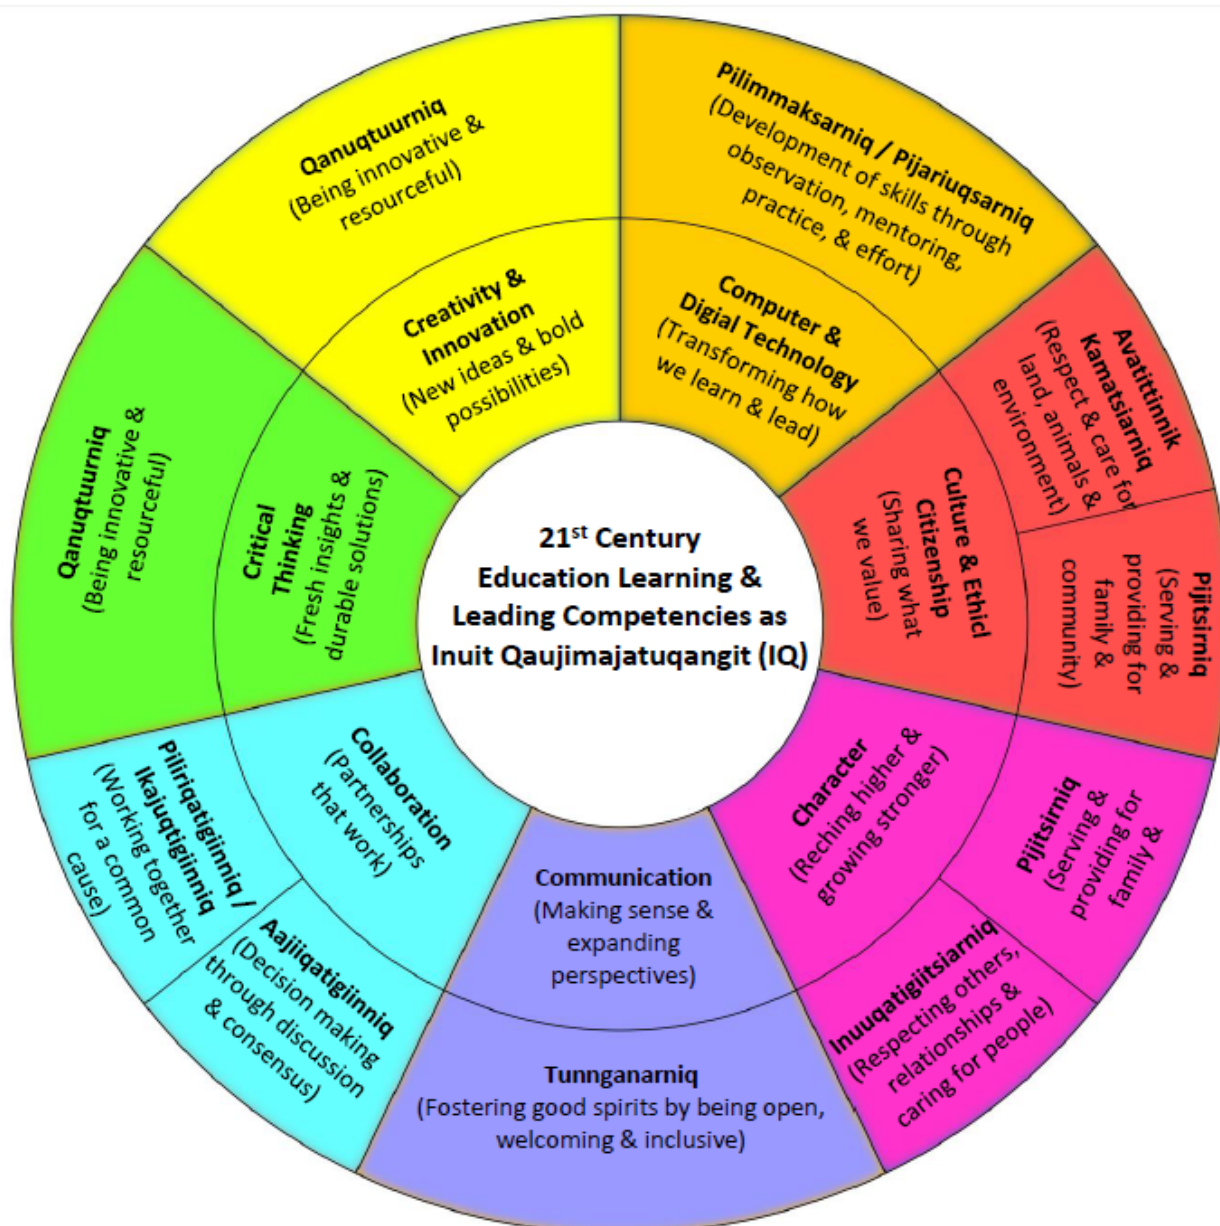 21st Century
Education Learning &
Leading Competencies as
Inuit Qaujimajatuqangit (IQ)
Pilimmaksarniq / Pijariuqsarniq
(Development of skills through
observation, mentoring,
practice, & effort)
Computer &
Digial Technology
(Transforming how
we learn & lead)
Avatittinnik
Kamatsiarniq
(Respect & care for
land, animals &
environment)
Pijitsirniq
(Serving &
providing for
family &
community)
Culture & Ethicl
Citizenship
(Sharing what
we value)
Pijitsirniq
(Serving &
providing for
family &
Inuuqatigiitsiarniq
(Respecting others,
relationships &
caring for people)
Character
(Reching higher &
growing stronger)
Communication
(Making sense &
expanding
perspectives)
Tunnganarniq
(Fostering good spirits by being open,
welcoming & inclusive)
Collaboration
(Partnerships
that work)
Aajiiqatigiinniq
(Decision making
through discussion
& consensus)
Piliriqatigiinniq /
Ikajuqtigiinniq
(Working together
for a common
cause)
Critical
Thinking
(Fresh insights &
durable solutions)
Qanuqtuurniq
(Being innovative &
resourceful)
Creativity &
Innovation
(New ideas & bold
possibilities)
Qanuqtuurniq
(Being innovative &
resourceful)